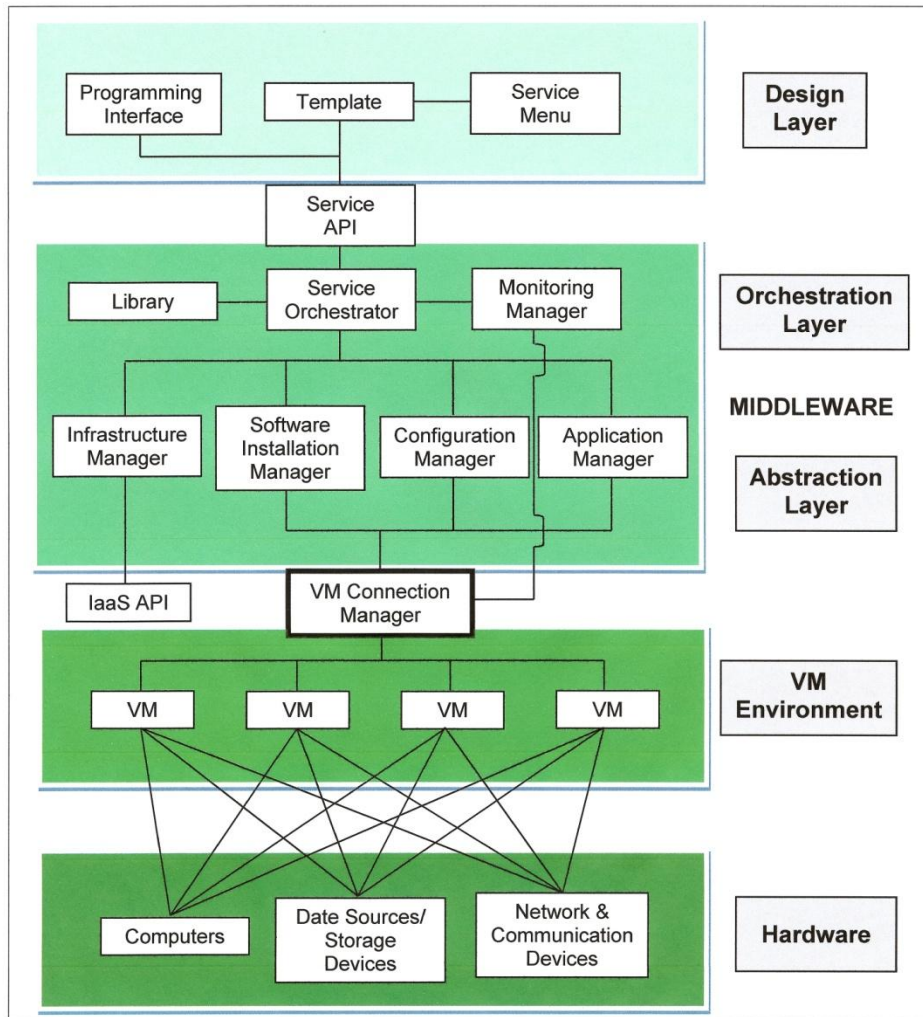 Programming
Interface
Template
Service
Menu
Design
Layer
Service
API
Library
Service
Orchestrator
Monitoring
Manager
Orchestration
Layer
MIDDLEWARE
Infrastructure
Manager
Software
Installation
Manager
Configuration
Manager
Application
Manager
Abstraction
Layer
IaaS API
VM Connection
Manager
VM
VM
VM
VM
VM
Environment
Computers
Date Sources/
Storage
Devices
Network &
Communication
Devices
Hardware